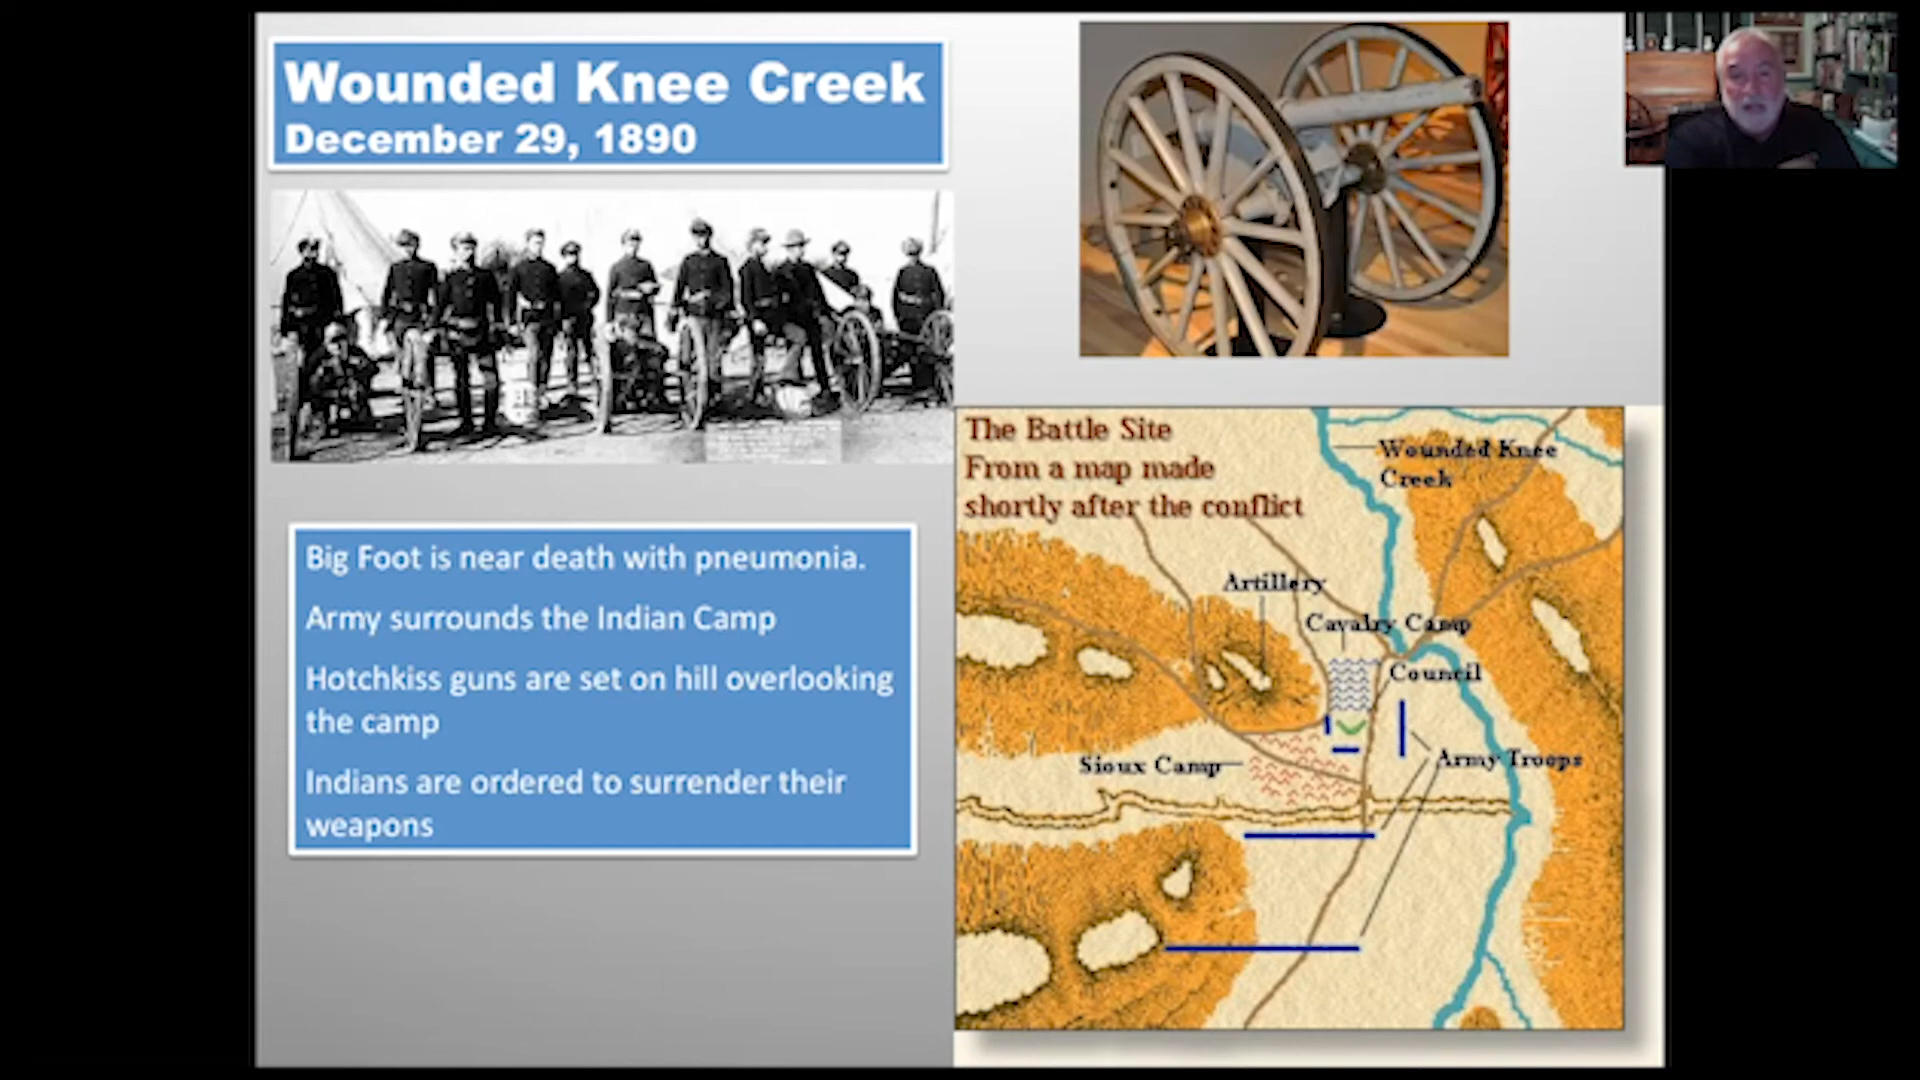 Wounded Knee Creek
December 29, 1890
Big Foot is near death with pneumonia.
Army surrounds the Indian Camp
Hotchkiss guns are set on hill overlooking
the camp
Indians are ordered to surrender their
weapons
The Battle Site
From a map made
shortly after the conflict
Wounded Knee
Creek
Artillery
Cavalry Camp
Council
Sioux Camp
Army Troops